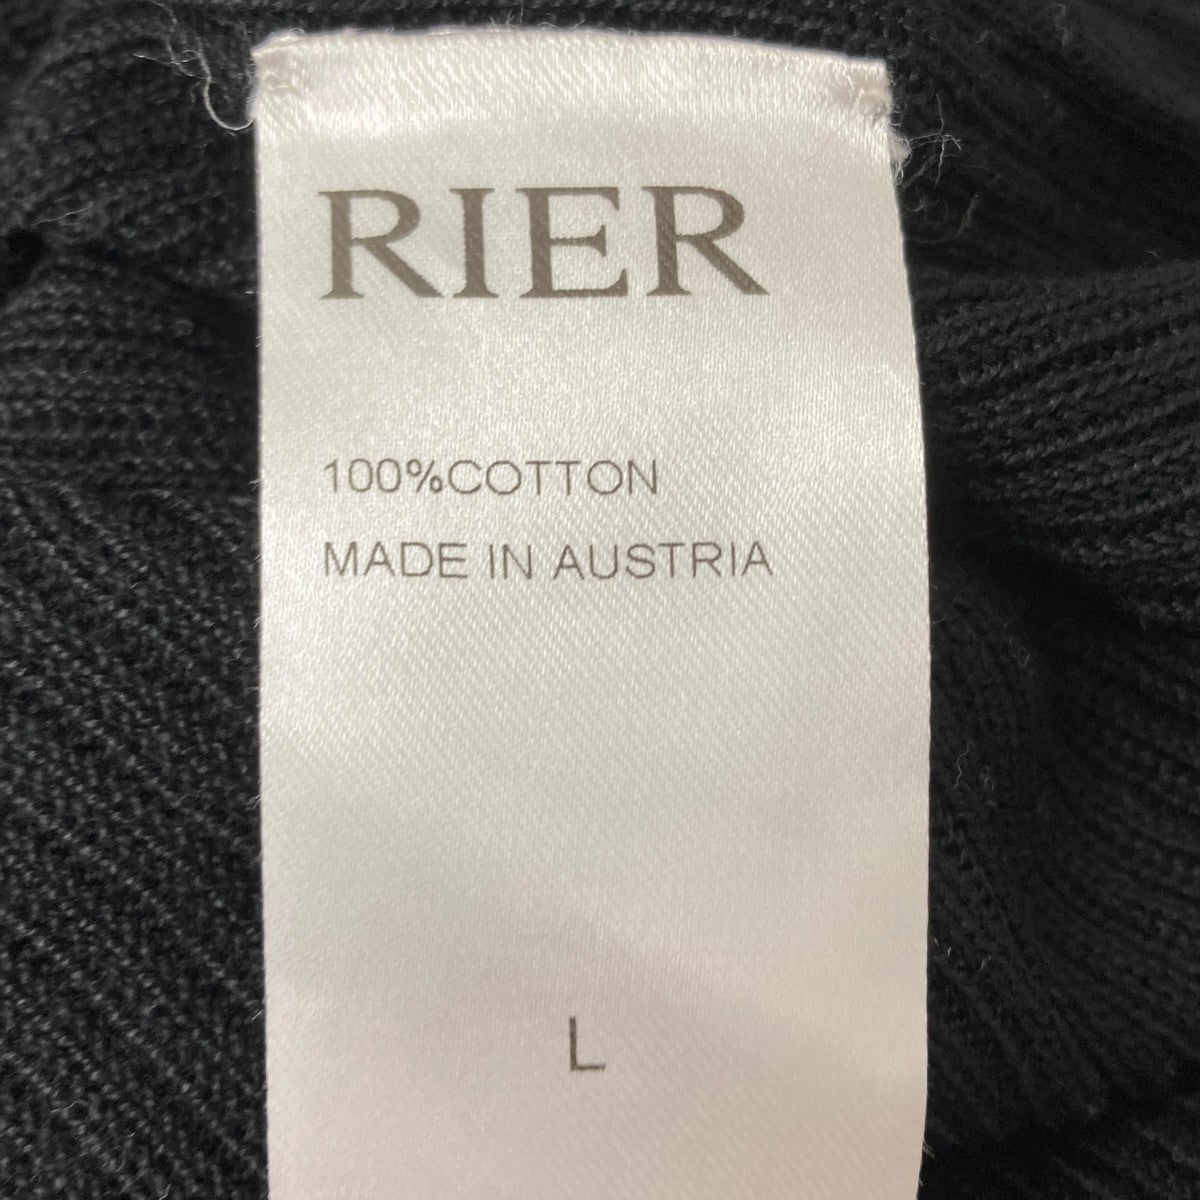 RIER
100%COTTON
MADE IN AUSTRIA
L